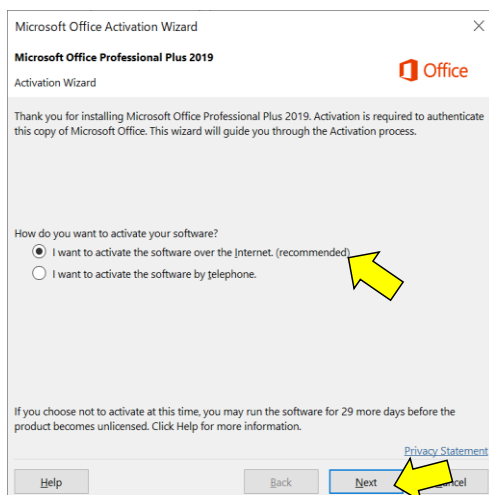 Microsoft Office Activation Wizard
Microsoft Office Professional Plus 2019
Office
Activation Wizard
Thank you for installing Microsoft Office Professional Plus 2019. Activation is required to authenticate
this copy of Microsoft Office. This wizard will guide you through the Activation process.
How do you want to activate your software?
I want to activate the software over the Internet. (recommended)
I want to activate the software by telephone.
If you choose not to activate at this time, you may run the software for 29 more days before the
product becomes unlicensed. Click Help for more information.
Privacy Statement
Help Back Next